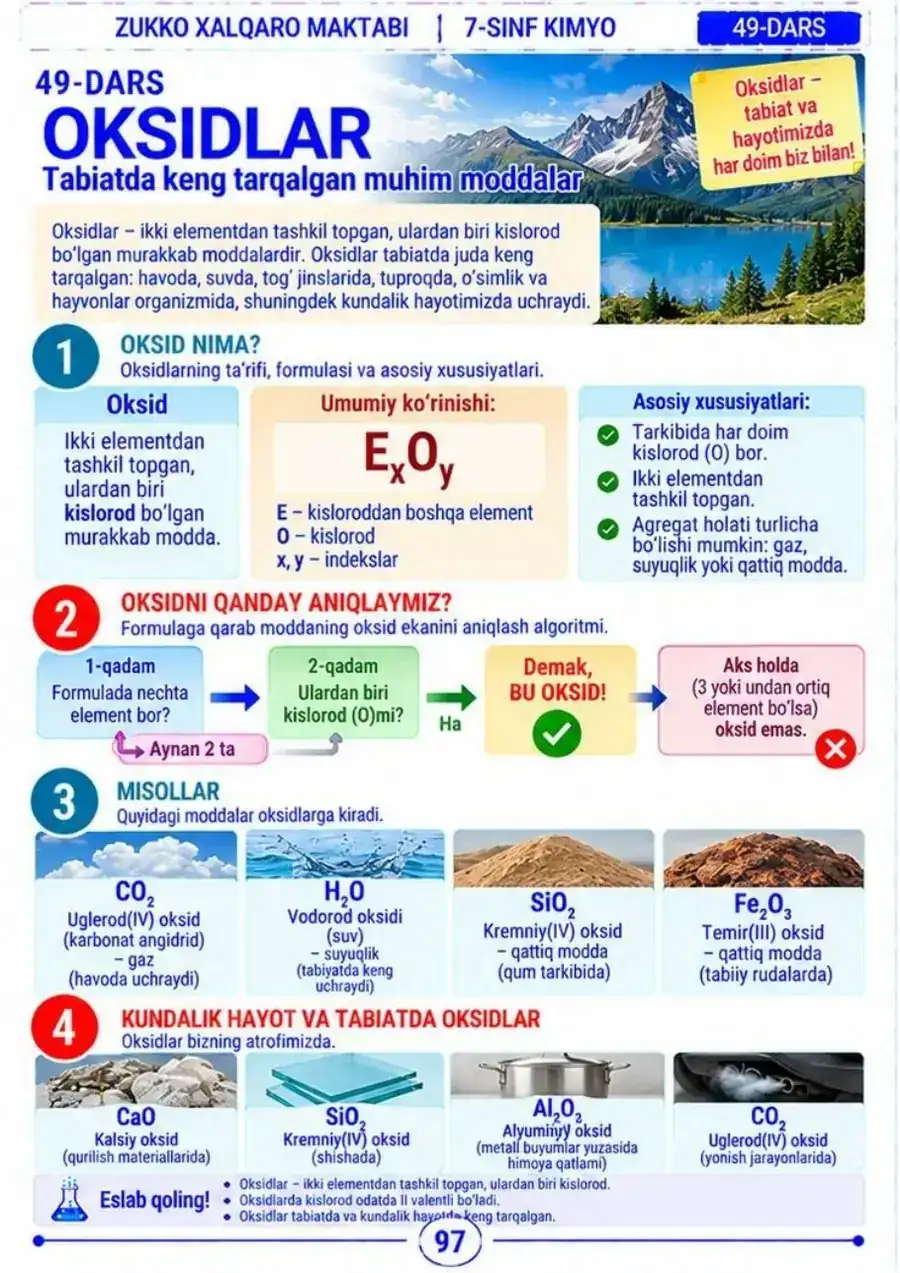 ZUKKO XALQARO MAKTABI | 7-SINF KIMYO
49-DARS
49-DARS
OKSIDLAR
Tabiatda keng tarqalgan muhim moddalar
Oksidlar –
tabiat va
hayotimizda
har doim biz bilan!
Oksidlar – ikki elementdan tashkil topgan, ulardan biri kislorod
bo‘lgan murakkab moddalardir. Oksidlar tabiatda juda keng
tarqalgan: havoda, suvda, tog‘ jinslarida, tuproqda, o‘simlik va
hayvonlar organizmida, shuningdek kundalik hayotimizda uchraydi.
1
OKSID NIMA?
Oksidlarning ta’rifi, formulasi va asosiy xususiyatlari.
Oksid
Ikki elementdan
tashkil topgan,
ulardan biri
kislorod bo‘lgan
murakkab modda.
Umumiy ko‘rinishi:
ExOy
E – kisloroddan boshqa element
O – kislorod
x, y – indekslar
Asosiy xususiyatlari:
Tarkibida har doim
kislorod (O) bor.
Ikki elementdan
tashkil topgan.
Agregat holati turlicha
bo‘lishi mumkin: gaz,
suyuqlik yoki qattiq modda.
2
OKSIDNI QANDAY ANIQLAYMIZ?
Formulaga qarab moddaning oksid ekanini aniqlash algoritmi.
1-qadam
Formulada nechta
element bor?
Aynan 2 ta
2-qadam
Ulardan biri
kislorod (O)mi?
Ha
Demak,
BU OKSID!
Aks holda
(3 yoki undan ortiq
element bo‘lsa)
oksid emas.
3
MISOLLAR
Quyidagi moddalar oksidlarga kiradi.
CO₂
Uglerod(IV) oksid
(karbonat angidrid)
– gaz
(havoda uchraydi)
H₂O
Vodorod oksidi
(suv)
– suyuqlik
(tabiyatda keng
uchraydi)
SiO₂
Kremniy(IV) oksid
– qattiq modda
(qum tarkibida)
Fe₂O₃
Temir(III) oksid
– qattiq modda
(tabiiy rudalarda)
4
KUNDALIK HAYOT VA TABIATDA OKSIDLAR
Oksidlar bizning atrofimizda.
CaO
Kalsiy oksid
(qurilish materiallarida)
SiO₂
Kremniy(IV) oksid
(shishada)
Al₂O₂
Alyuminyy oksid
(metall buyumlar yuzasida
himoya qatlami)
CO₂
Uglerod(IV) oksid
(yonish jarayonlarida)
Eslab qoling!
• Oksidlar – ikki elementdan tashkil topgan, ulardan biri kislorod.
• Oksidlarda kislorod odatda II valentli bo‘ladi.
• Oksidlar tabiatda va kundalik hayotda keng tarqalgan.
97